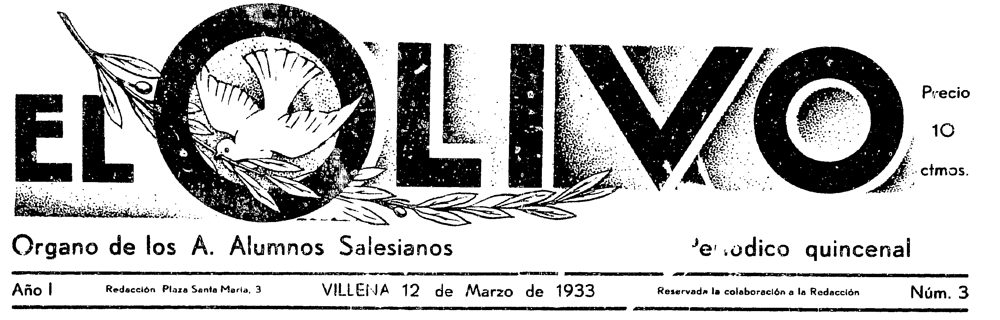 EL OLIVO
Precio
10
ctmos.
Organo de los A. Alumnos Salesianos
Periodico quincenal
Año I Redacción Plaza Santa María, 3 VILLENA 12 de Marzo de 1933 Reservada la colaboración a la Redacción Núm. 3